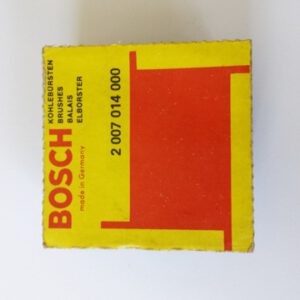 KOHLEBÜRSTEN
BRUSHES
BALAIS
ELBORSTER
BOSCH
made in Germany
2 007 014 000